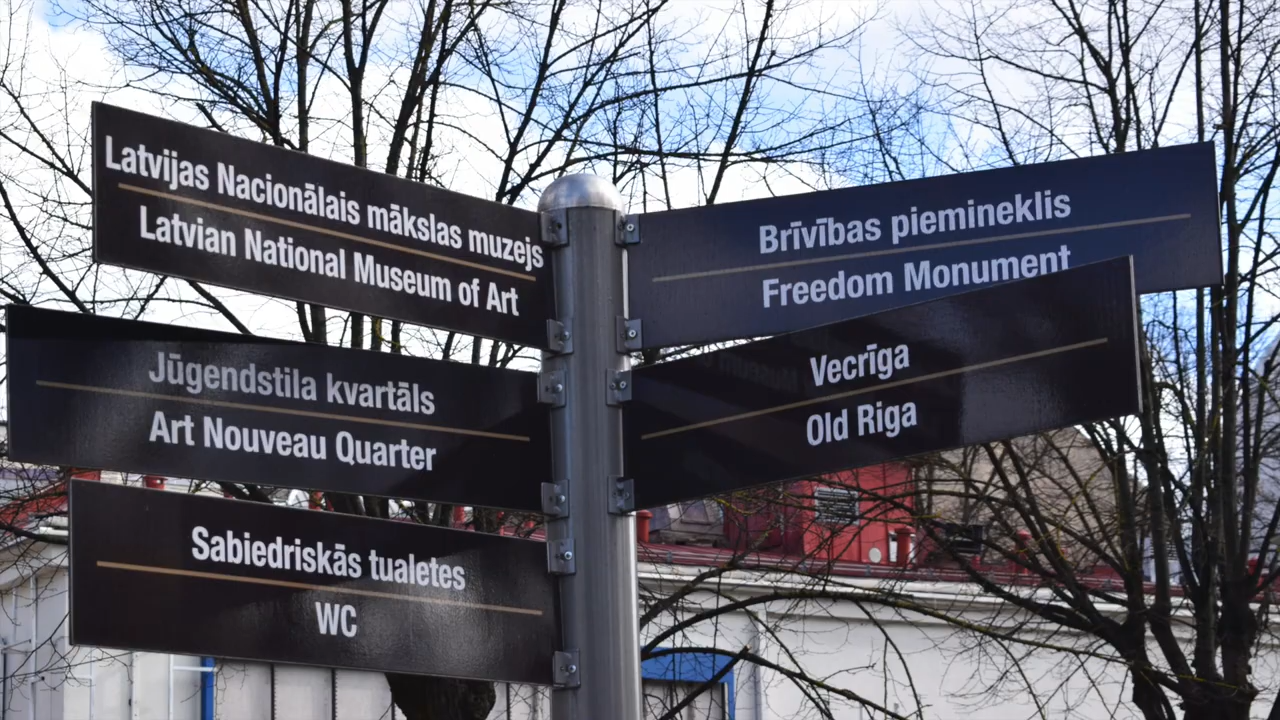 Latvijas Nacionālais mākslas muzejs
Latvian National Museum of Art
Jūgendstila kvartāls
Art Nouveau Quarter
Sabiedriskās tualetes
WC
Brīvības piemineklis
Freedom Monument
Vecrīga
Old Riga